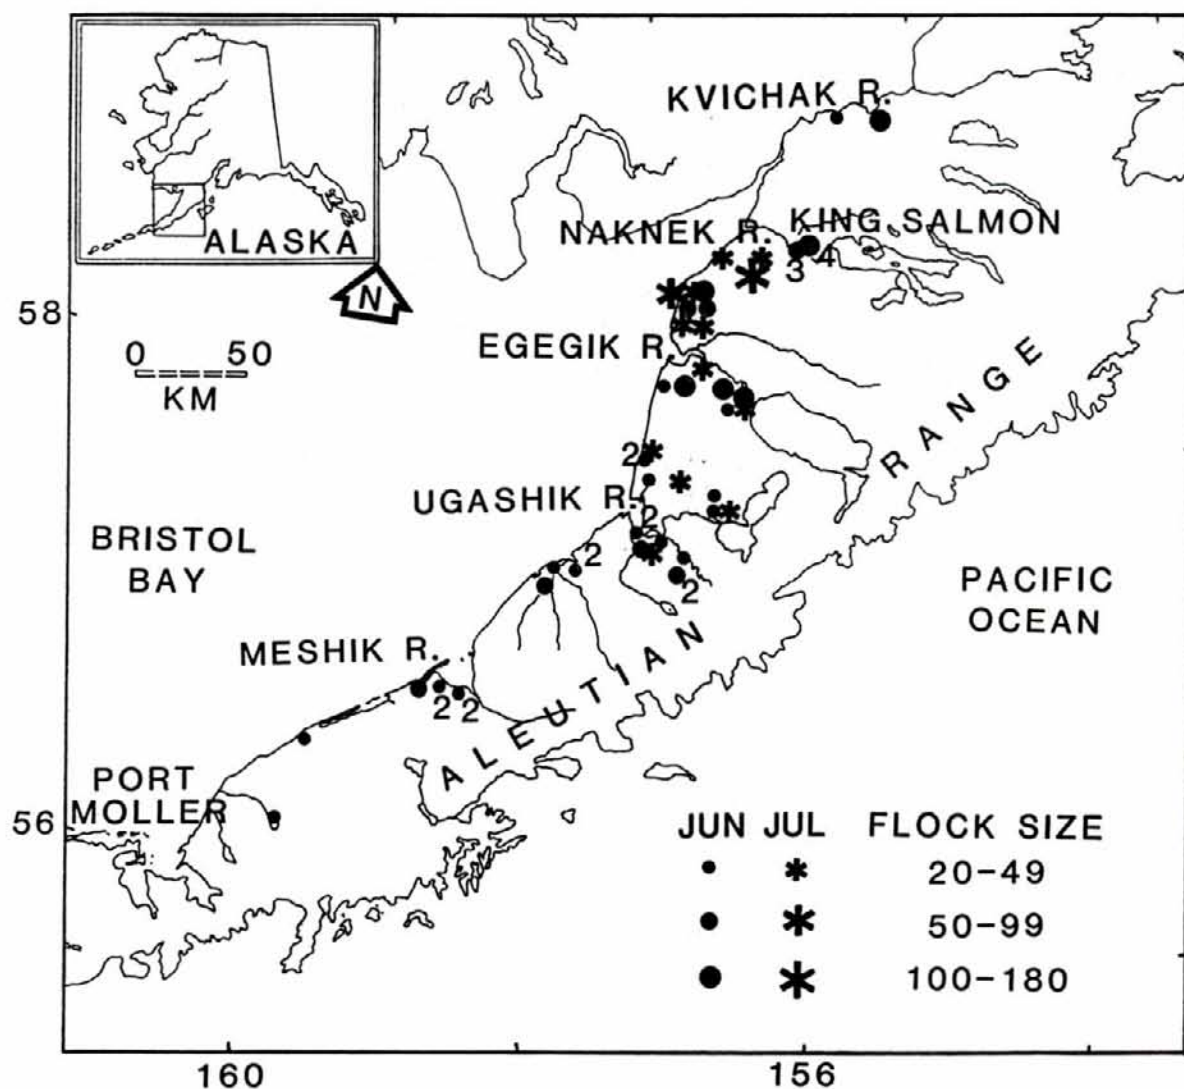 KVICHAK R.
NAKNEK R. KING SALMON
ALASKA
3 4
N
58
0 50
KM
EGEGIK R.
RANGE
2
UGASHIK R.
2
2
BRISTOL
BAY
2
2
PACIFIC
OCEAN
MESHIK R.
2 2
ALEUTIAN
PORT
MOLLER
56
JUN JUL FLOCK SIZE
20-49
50-99
100-180
160 156